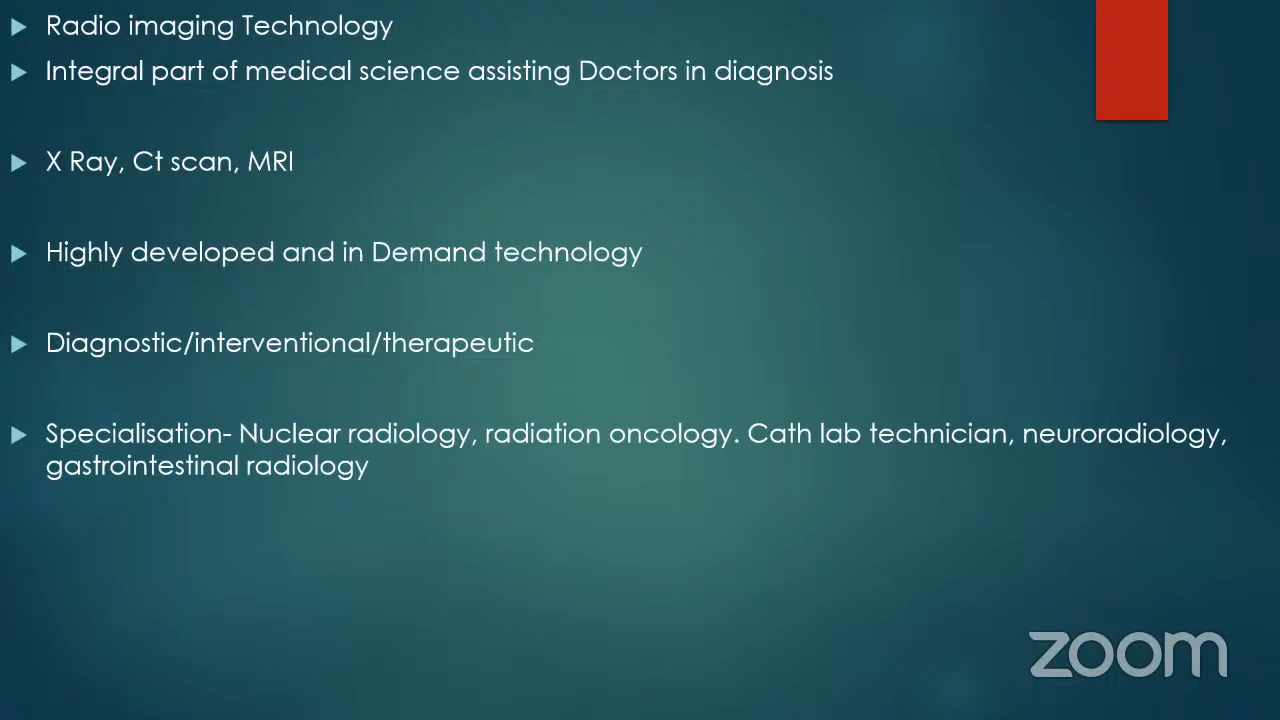 Radio imaging Technology
Integral part of medical science assisting Doctors in diagnosis
X Ray, Ct scan, MRI
Highly developed and in Demand technology
Diagnostic/interventional/therapeutic
Specialisation- Nuclear radiology, radiation oncology. Cath lab technician, neuroradiology,
gastrointestinal radiology
zoom